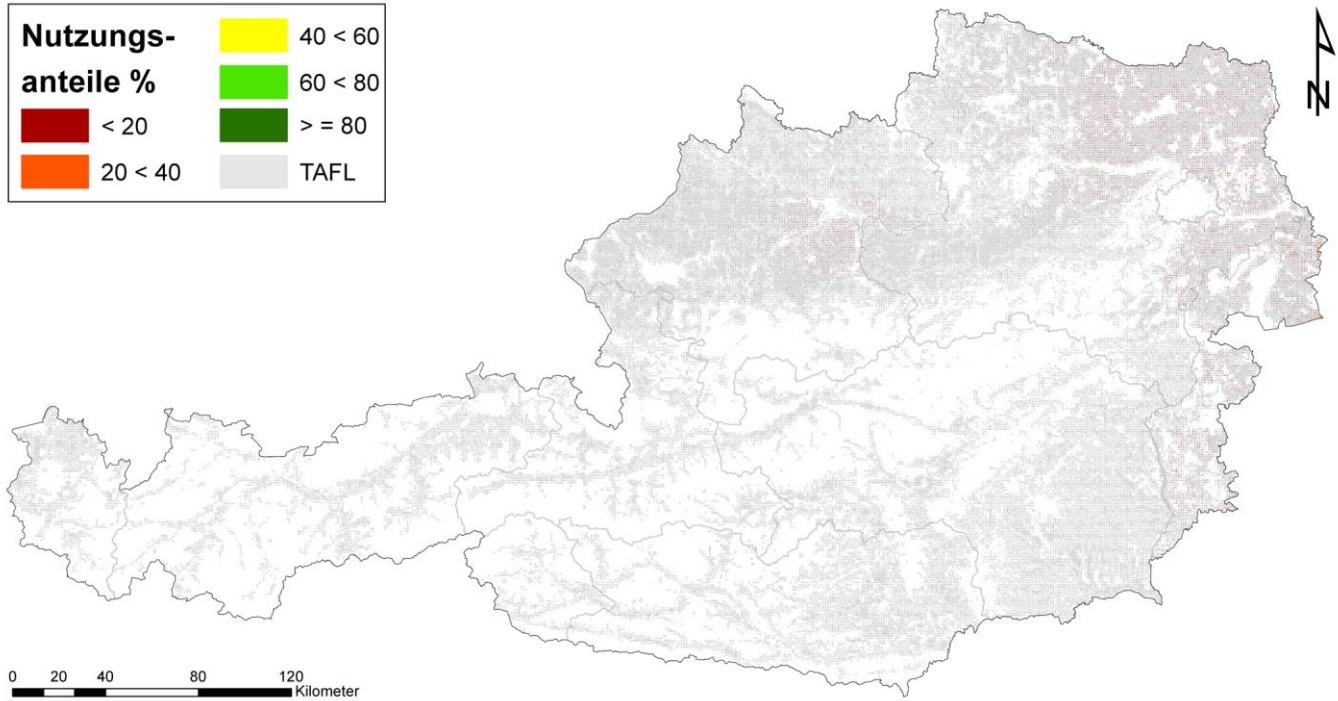 Nutzungs-
anteile %
< 20
20 < 40
40 < 60
60 < 80
> = 80
TAFL
N
0 20 40 80 120
Kilometer